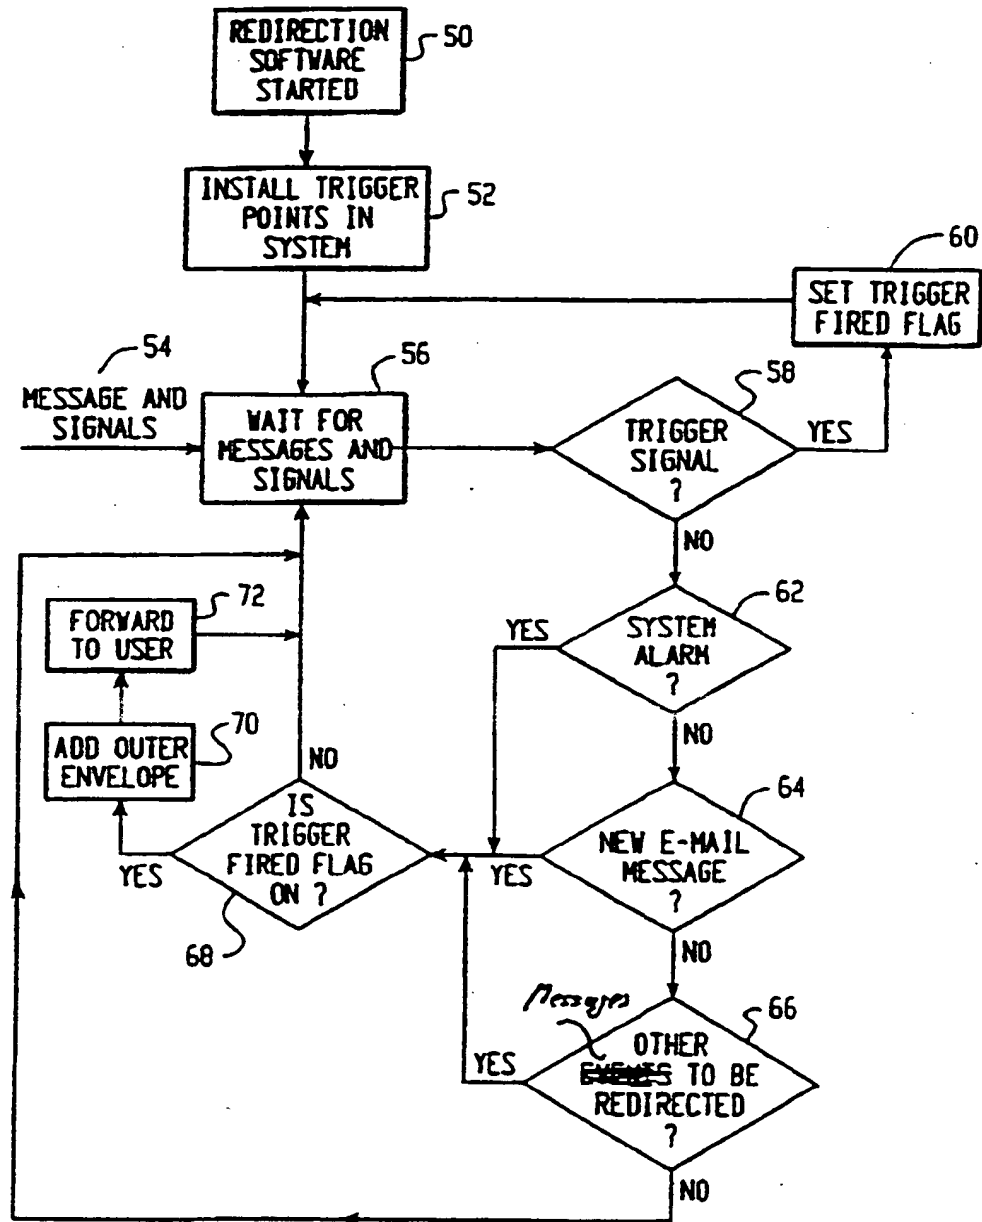 REDIRECTION
SOFTWARE
STARTED
50
INSTALL TRIGGER
POINTS IN
SYSTEM
52
60
SET TRIGGER
FIRED FLAG
54
MESSAGE AND
SIGNALS
56
WAIT FOR
MESSAGES AND
SIGNALS
58
TRIGGER
SIGNAL
?
YES
NO
62
SYSTEM
ALARM
?
YES
NO
72
FORWARD
TO USER
70
ADD OUTER
ENVELOPE
NO
IS
TRIGGER
FIRED FLAG
ON ?
YES
68
64
NEW E-MAIL
MESSAGE
?
YES
NO
Messages
66
OTHER
EVENTS TO BE
REDIRECTED
?
YES
NO